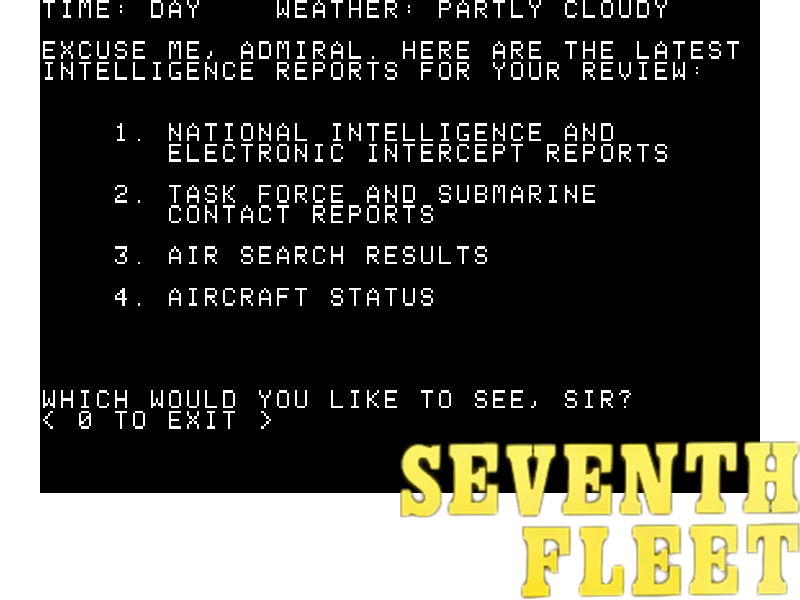 TIME: DAY WEATHER: PARTLY CLOUDY
EXCUSE ME, ADMIRAL. HERE ARE THE LATEST
INTELLIGENCE REPORTS FOR YOUR REVIEW:
1. NATIONAL INTELLIGENCE AND
ELECTRONIC INTERCEPT REPORTS
2. TASK FORCE AND SUBMARINE
CONTACT REPORTS
3. AIR SEARCH RESULTS
4. AIRCRAFT STATUS
WHICH WOULD YOU LIKE TO SEE, SIR?
< 0 TO EXIT >
SEVENTH
FLEET